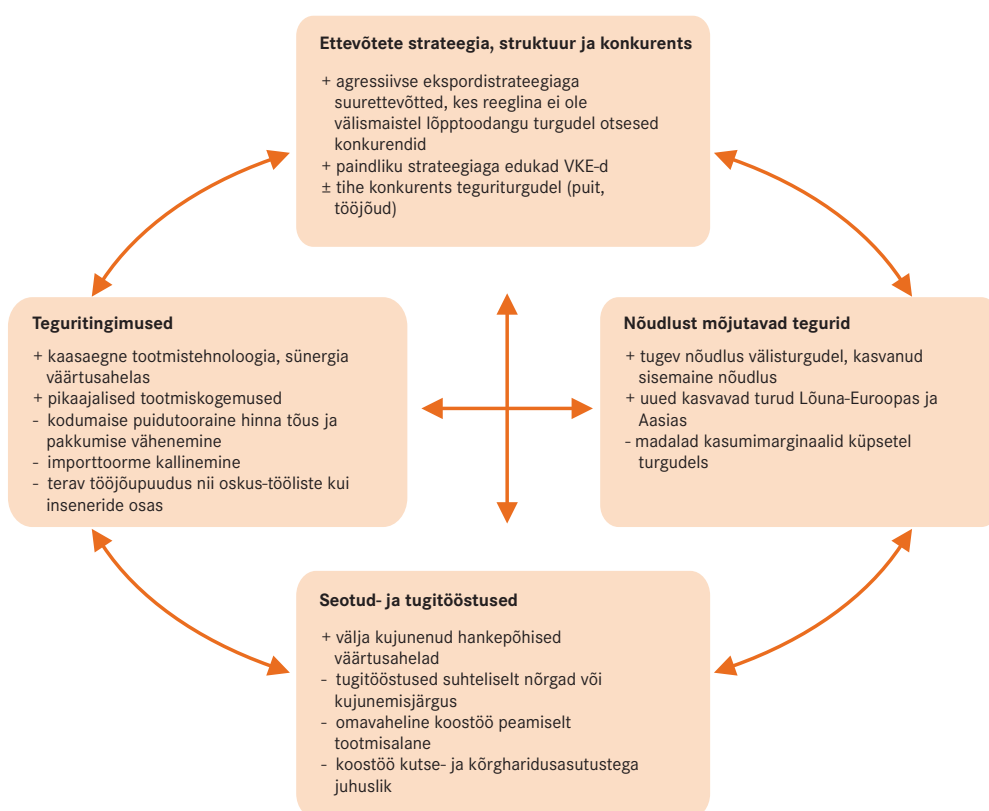 Ettevõtete strateegia, struktuur ja konkurents
+ agressiivse ekspordistrateegiaga
suurettevõtted, kes reeglina ei ole
välismaistel lõpptoodangu turgudel otsesed
konkurendid
+ paindliku strateegiaga edukad VKE-d
± tihe konkurents teguriturgudel (puit,
tööjõud)
Teguritingimused
+ kaasaegne tootmistehnoloogia, sünergia
väärtusahelas
+ pikaajalised tootmiskogemused
- kodumaise puidutooraine hinna tõus ja
pakkumise vähenemine
- importtoorme kallinemine
- terav tööjõupuudus nii oskus-tööliste kui
inseneride osas
Nõudlust mõjutavad tegurid
+ tugev nõudlus välisturgudel, kasvanud
sisemaine nõudlus
+ uued kasvavad turud Lõuna-Euroopas ja
Aasias
- madalad kasumimarginaalid küpsetel
turgudels
Seotud- ja tugitööstused
+ välja kujunenud hankepõhised
väärtusahelad
- tugitööstused suhteliselt nõrgad või
kujunemisjärgus
- omavaheline koostöö peamiselt
tootmisalane
- koostöö kutse- ja kõrgharidusasutustega
juhuslik